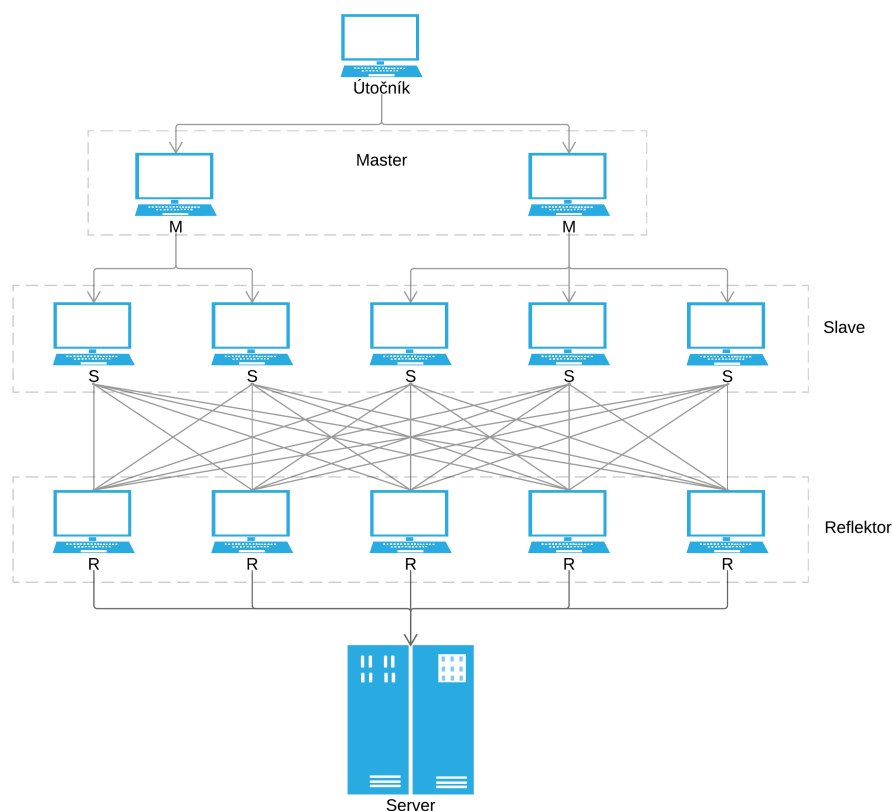 Útočník
Master
M M
Slave
S S S S S
Reflektor
R R R R R
Server